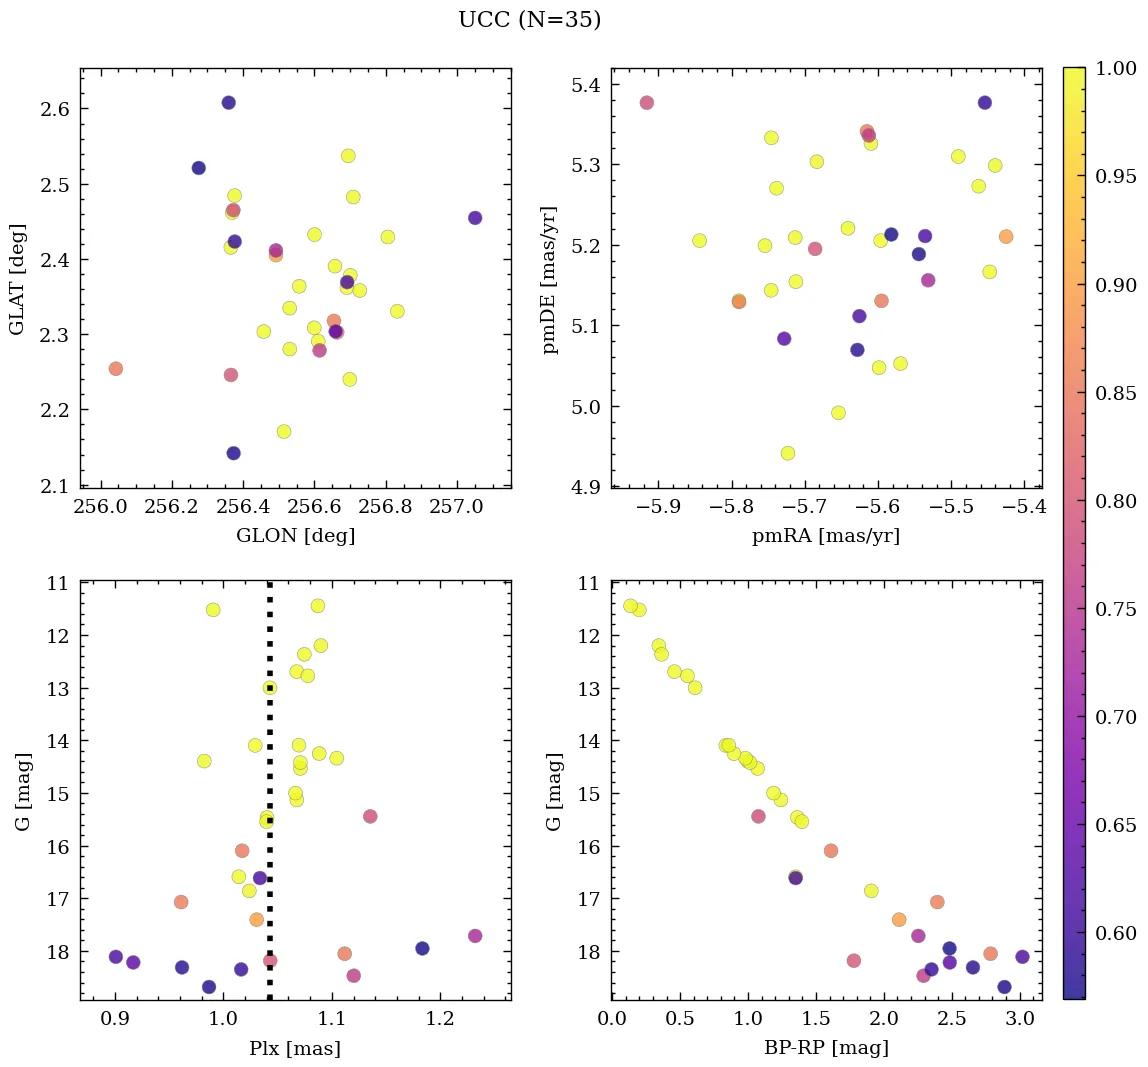 UCC (N=35)
2.6
2.5
2.4
2.3
2.2
2.1
GLAT [deg]
256.0 256.2 256.4 256.6 256.8 257.0
GLON [deg]
5.4
5.3
5.2
5.1
5.0
4.9
pmDE [mas/yr]
−5.9 −5.8 −5.7 −5.6 −5.5 −5.4
pmRA [mas/yr]
11
12
13
14
15
16
17
18
G [mag]
0.9 1.0 1.1 1.2
Plx [mas]
11
12
13
14
15
16
17
18
G [mag]
0.0 0.5 1.0 1.5 2.0 2.5 3.0
BP-RP [mag]
1.00
0.95
0.90
0.85
0.80
0.75
0.70
0.65
0.60